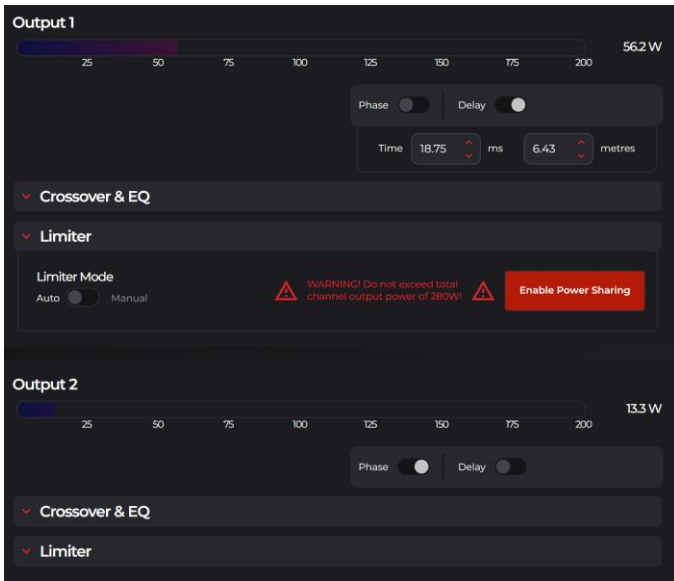 Output 1
56.2 W
25 50 75 100 125 150 175 200
Phase Delay
Time 18.75 ms 6.43 metres
Crossover & EQ
Limiter
Limiter Mode
Auto Manual
WARNING! Do not exceed total
channel output power of 280W!
Enable Power Sharing
Output 2
13.3 W
25 50 75 100 125 150 175 200
Phase Delay
Crossover & EQ
Limiter